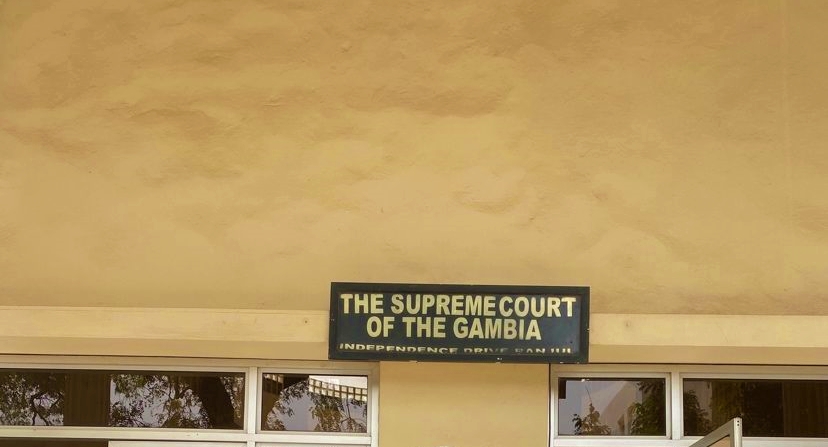 THE SUPREME COURT
OF THE GAMBIA
INDEPENDENCE DRIVE BANJUL